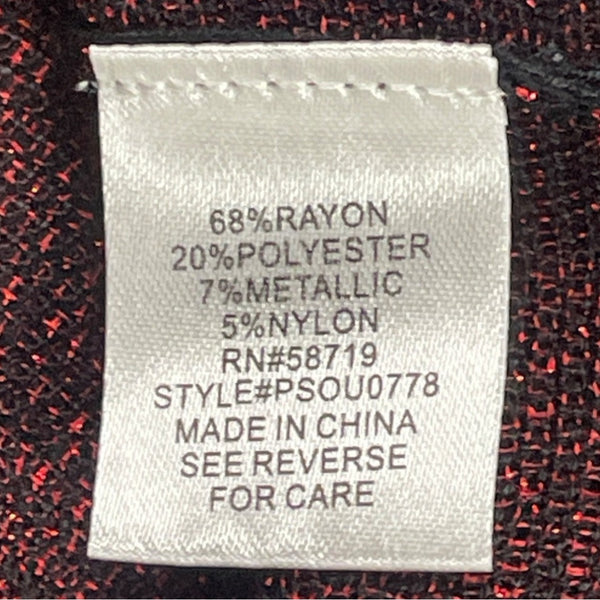 68%RAYON
20%POLYESTER
7%METALLIC
5%NYLON
RN#58719
STYLE#PSOU0778
MADE IN CHINA
SEE REVERSE
FOR CARE